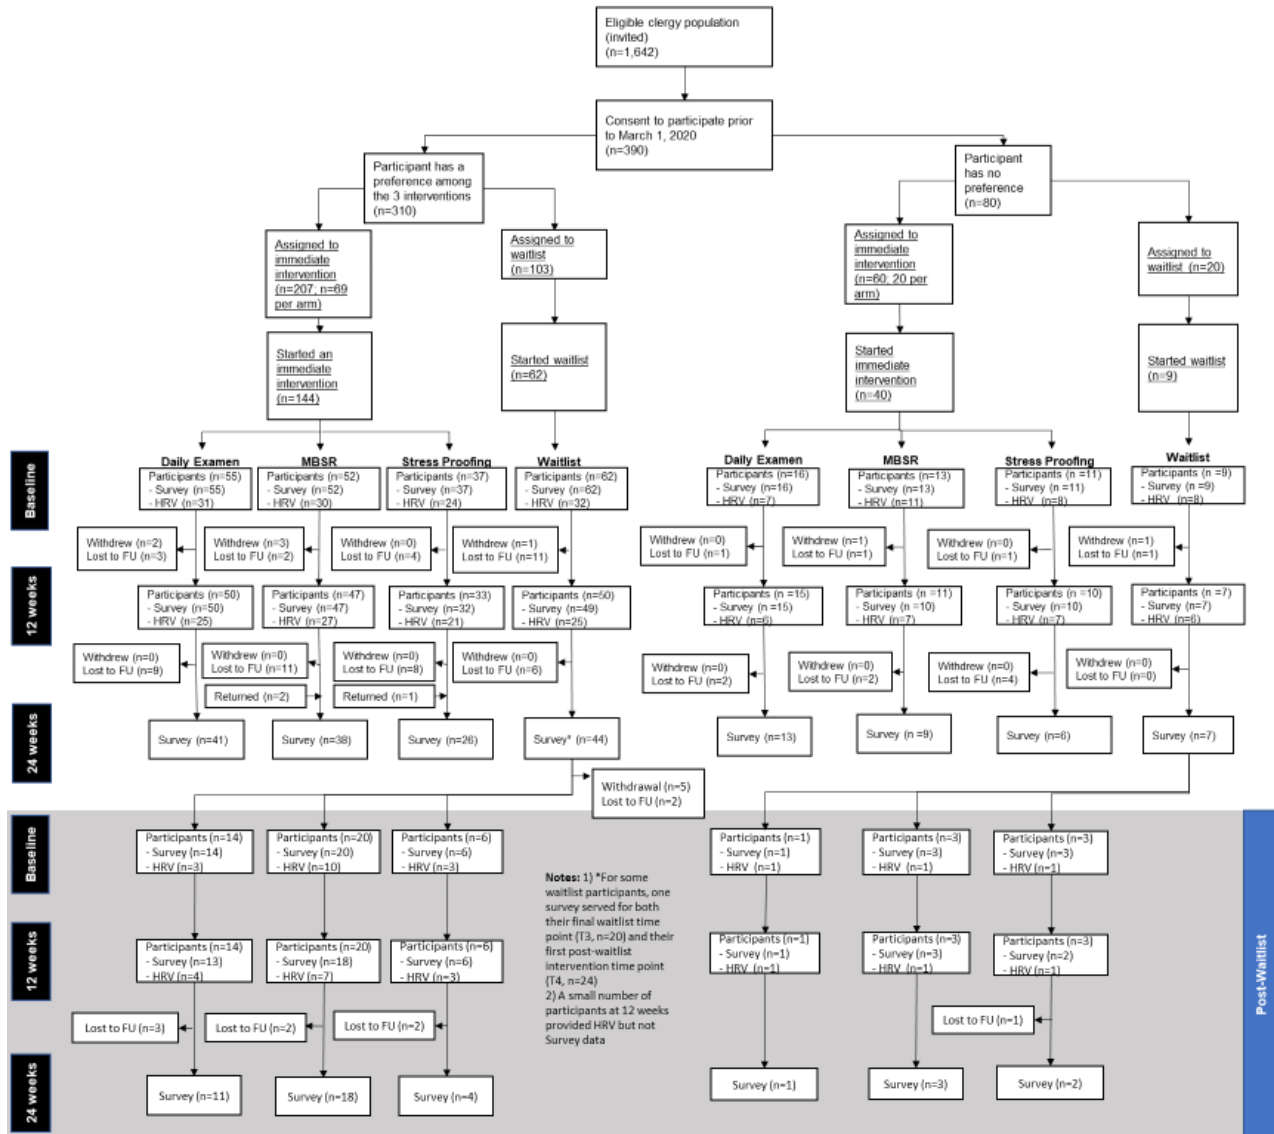 Eligible clergy population
(invited)
(n=1,642)
Consent to participate prior
to March 1, 2020
(n=390)
Participant has a
preference among
the 3 interventions
(n=310)
Participant
has no
preference
(n=80)
Assigned to
immediate
intervention
(n=207; n=69
per arm)
Assigned to
waitlist
(n=103)
Assigned to
immediate
intervention
(n=60; 20 per
arm)
Assigned to
waitlist (n=20)
Started an
immediate
intervention
(n=144)
Started waitlist
(n=62)
Started
immediate
intervention
(n=40)
Started waitlist
(n=9)
Baseline
Daily Examen
Participants (n=55)
- Survey (n=55)
- HRV (n=31)
MBSR
Participants (n=52)
- Survey (n=52)
- HRV (n=30)
Stress Proofing
Participants (n=37)
- Survey (n=37)
- HRV (n=24)
Waitlist
Participants (n=62)
- Survey (n=62)
- HRV (n=32)
Daily Examen
Participants (n=16)
- Survey (n=16)
- HRV (n=7)
MBSR
Participants (n=13)
- Survey (n=13)
- HRV (n=11)
Stress Proofing
Participants (n =11)
- Survey (n =11)
- HRV (n=8)
Waitlist
Participants (n =9)
- Survey (n =9)
- HRV (n=8)
Withdrew (n=2)
Lost to FU (n=3)
Withdrew (n=3)
Lost to FU (n=2)
Withdrew (n=0)
Lost to FU (n=4)
Withdrew (n=1)
Lost to FU (n=11)
Withdrew (n=0)
Lost to FU (n=1)
Withdrew (n=1)
Lost to FU (n=1)
Withdrew (n=0)
Lost to FU (n=1)
Withdrew (n=1)
Lost to FU (n=1)
12 weeks
Participants (n=50)
- Survey (n=50)
- HRV (n=25)
Participants (n=47)
- Survey (n=47)
- HRV (n=27)
Participants (n=33)
- Survey (n=32)
- HRV (n=21)
Participants (n=50)
- Survey (n=49)
- HRV (n=25)
Participants (n=15)
- Survey (n =15)
- HRV (n=6)
Participants (n =11)
- Survey (n =10)
- HRV (n=7)
Participants (n =10)
- Survey (n =10)
- HRV (n=7)
Participants (n =7)
- Survey (n=7)
- HRV (n=6)
Withdrew (n=0)
Lost to FU (n=9)
Withdrew (n=0)
Lost to FU (n=11)
Withdrew (n=0)
Lost to FU (n=8)
Withdrew (n=0)
Lost to FU (n=6)
Withdrew (n=0)
Lost to FU (n=2)
Withdrew (n=0)
Lost to FU (n=2)
Withdrew (n=0)
Lost to FU (n=4)
Withdrew (n=0)
Lost to FU (n=0)
Returned (n=2)
Returned (n=1)
24 weeks
Survey (n=41)
Survey (n=38)
Survey (n=26)
Survey* (n=44)
Survey (n=13)
Survey (n =9)
Survey (n=6)
Survey (n=7)
Withdrawal (n=5)
Lost to FU (n=2)
Baseline
Participants (n=14)
- Survey (n=14)
- HRV (n=3)
Participants (n=20)
- Survey (n=20)
- HRV (n=10)
Participants (n=6)
- Survey (n=6)
- HRV (n=3)
Participants (n=1)
- Survey (n=1)
- HRV (n=1)
Participants (n=3)
- Survey (n=3)
- HRV (n=1)
Participants (n=3)
- Survey (n=3)
- HRV (n=1)
Notes: 1) *For some
waitlist participants, one
survey served for both
their final waitlist time
point (T3, n=20) and their
first post-waitlist
intervention time point
(T4, n=24)
2) A small number of
participants at 12 weeks
provided HRV but not
Survey data
12 weeks
Participants (n=14)
- Survey (n=13)
- HRV (n=4)
Participants (n=20)
- Survey (n=18)
- HRV (n=7)
Participants (n=6)
- Survey (n=6)
- HRV (n=3)
Participants (n=1)
- Survey (n=1)
- HRV (n=1)
Participants (n=3)
- Survey (n=3)
- HRV (n=1)
Participants (n=3)
- Survey (n=2)
- HRV (n=1)
Lost to FU (n=3)
Lost to FU (n=2)
Lost to FU (n=2)
Lost to FU (n=1)
24 weeks
Survey (n=11)
Survey (n=18)
Survey (n=4)
Survey (n=1)
Survey (n=3)
Survey (n=2)
Post-Waitlist